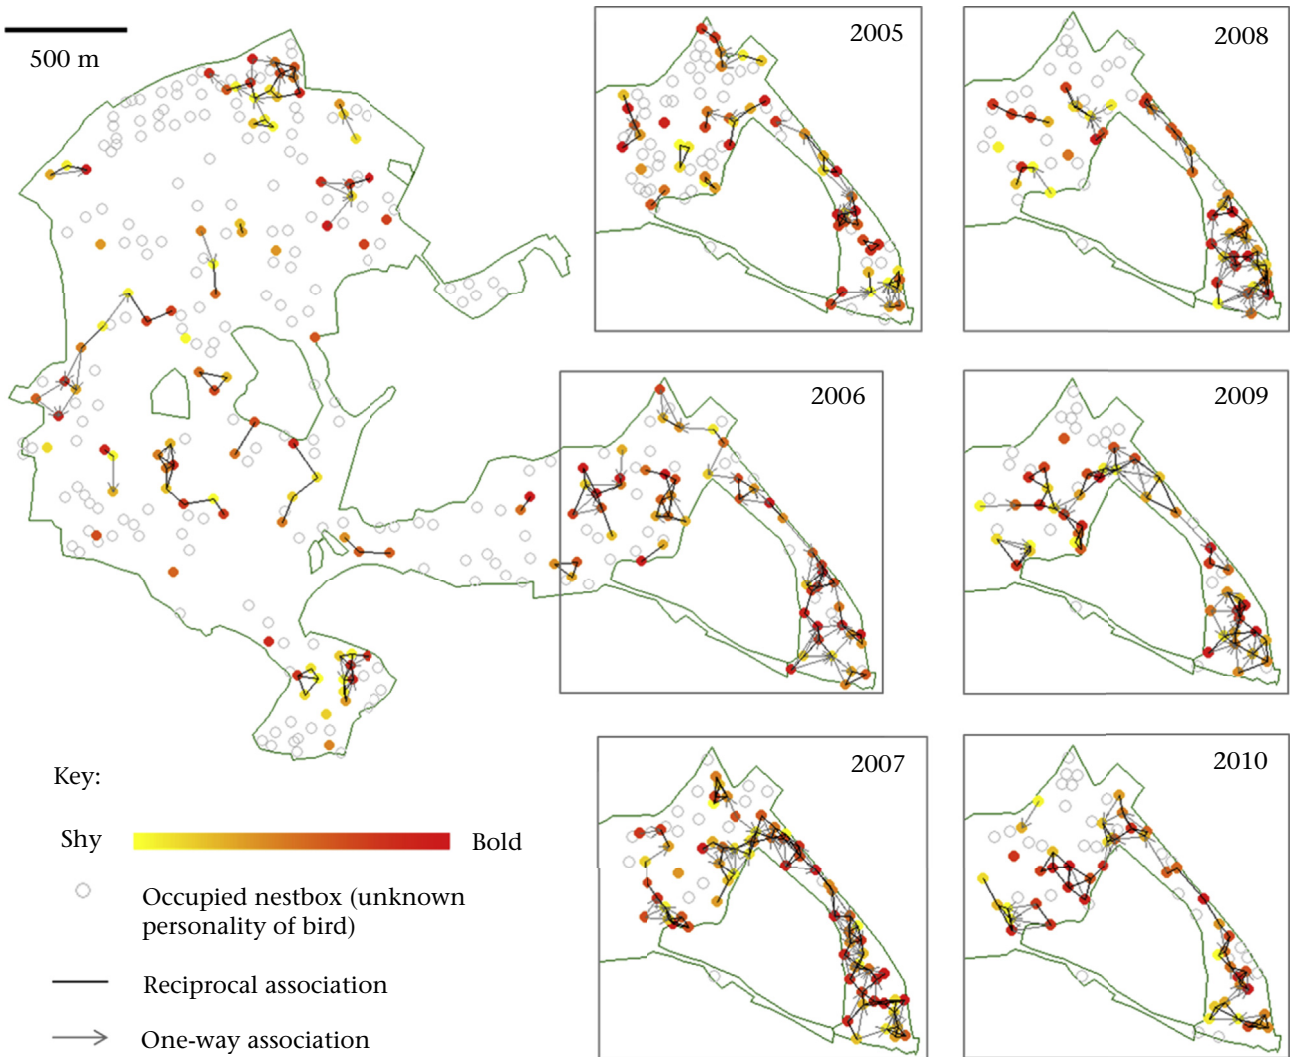 500 m
2005
2008
2006
2009
2007
2010
Key:
Shy
Bold
Occupied nestbox (unknown
personality of bird)
Reciprocal association
One-way association